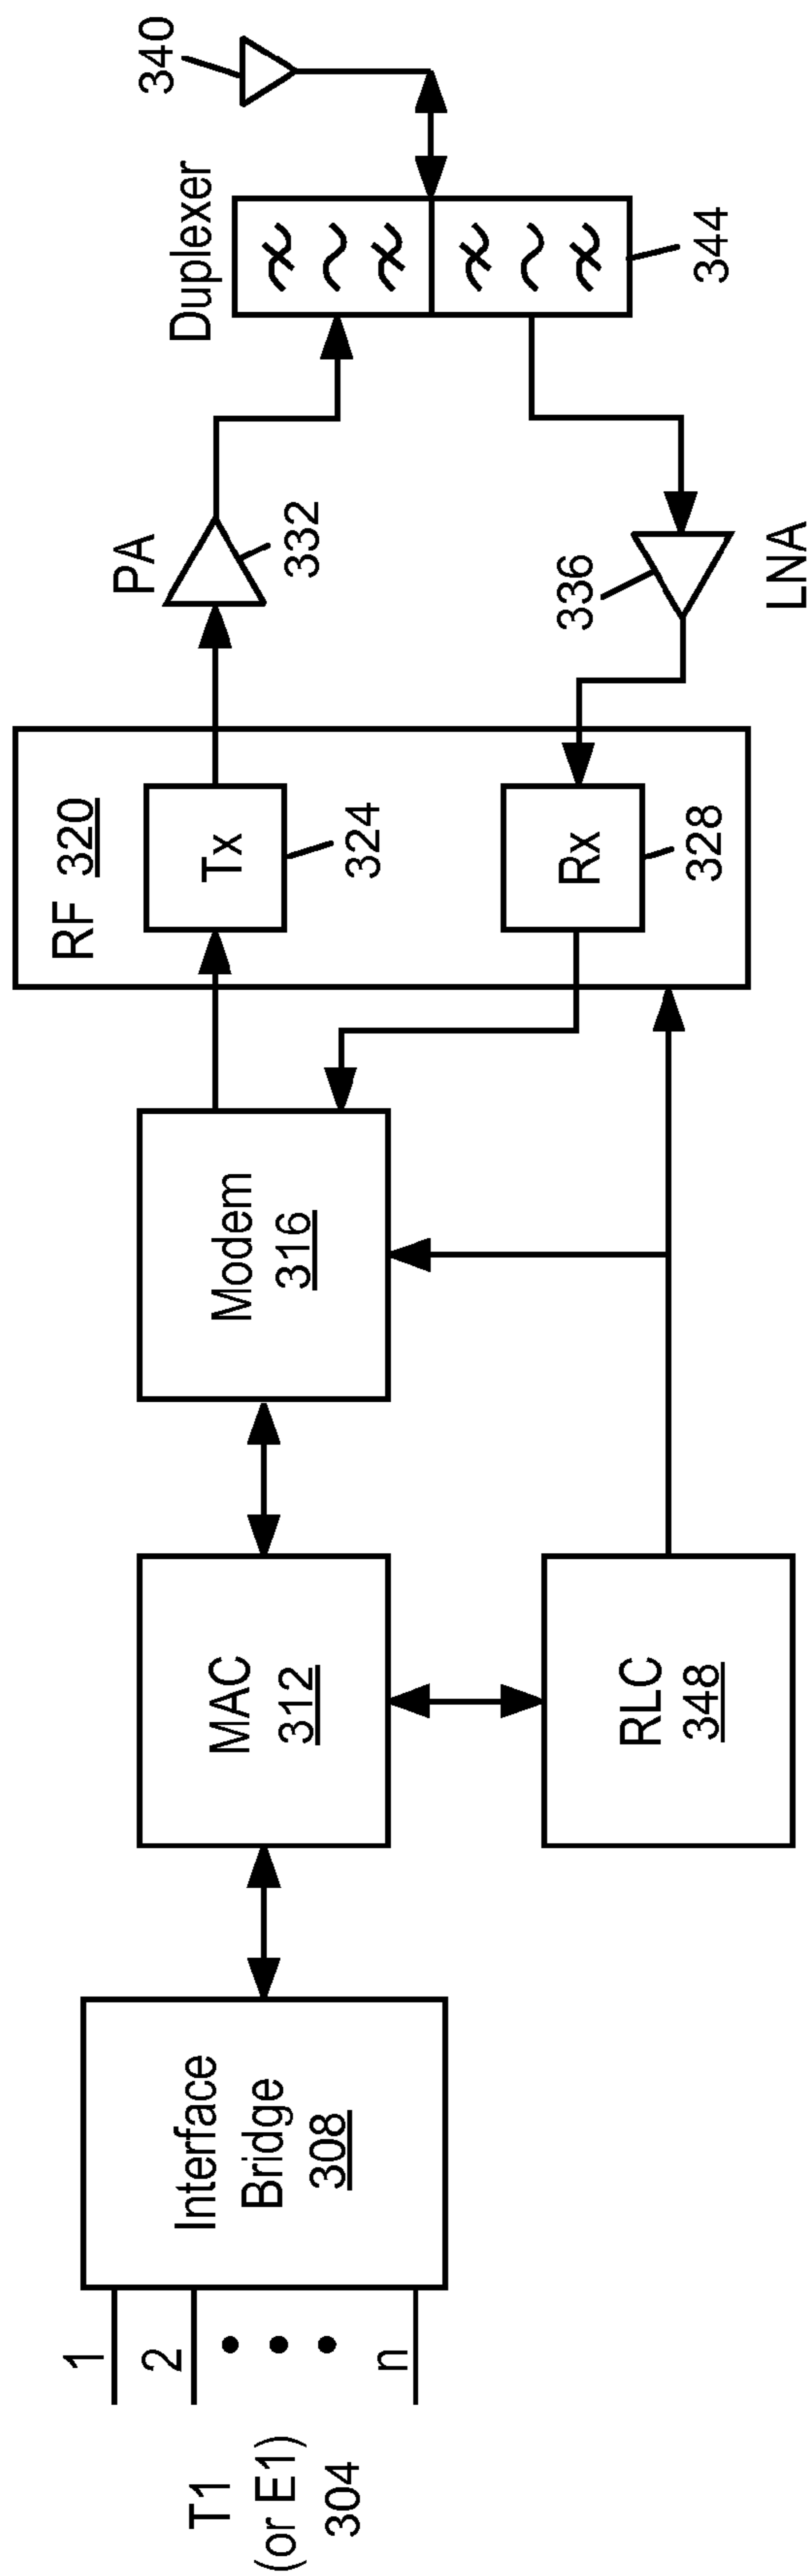 1
2
n
T1
(or E1)
304
Interface
Bridge
308
MAC
312
RLC
348
Modem
316
RF 320
Tx
324
Rx
328
PA
332
336
LNA
Duplexer
344
340